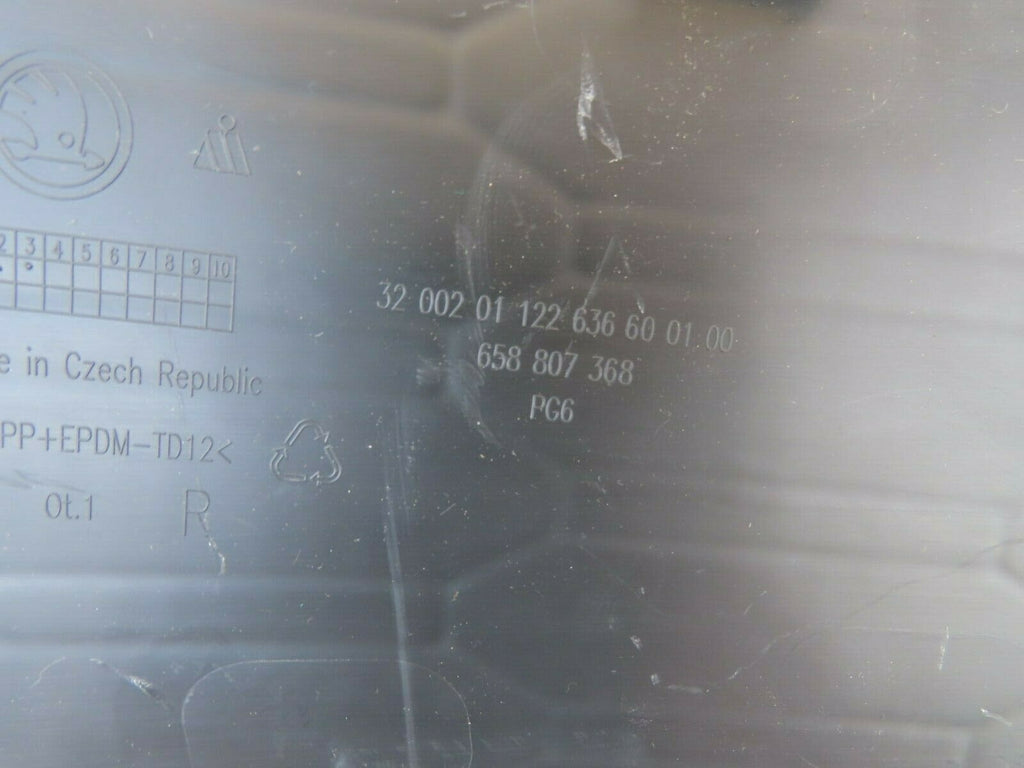 2 3 4 5 6 7 8 9 10
32 002 01 122 636 60 01:00
e in Czech Republic
658 807 368
PG6
PP+EPDM-TD12<
Ot.1 R